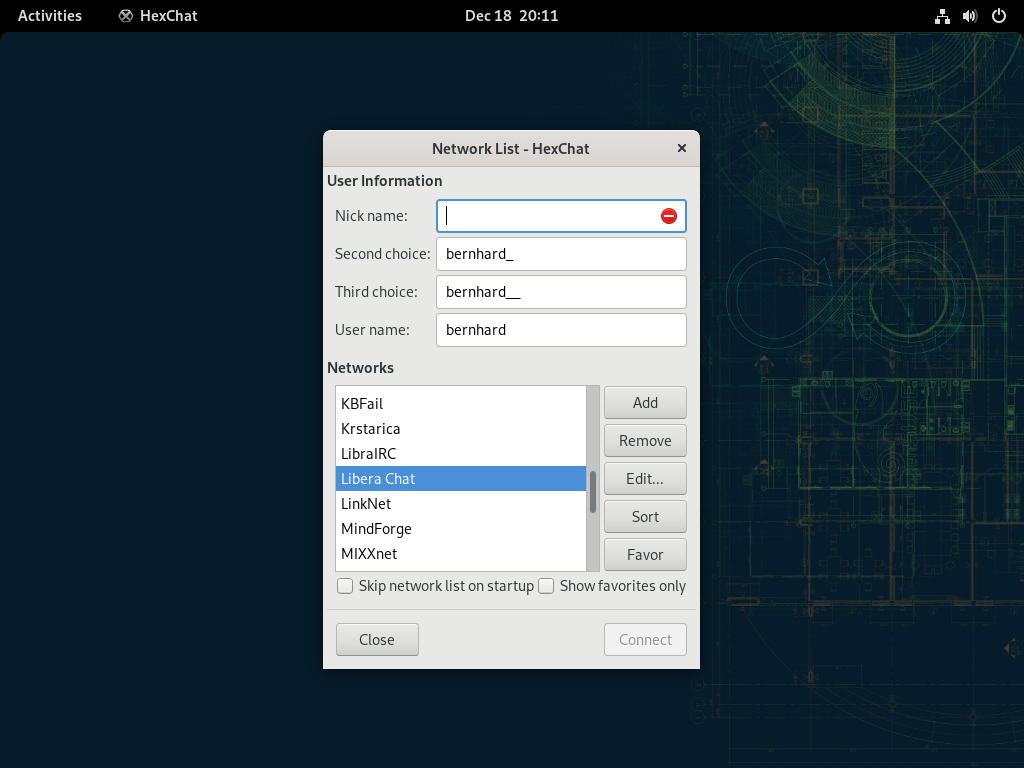 Activities HexChat Dec 18 20:11
Network List - HexChat
User Information
Nick name:
Second choice: bernhard_
Third choice: bernhard__
User name: bernhard
Networks
KBFail
Krstarica
LibraIRC
Libera Chat
LinkNet
MindForge
MIXXnet
Add
Remove
Edit...
Sort
Favor
Skip network list on startup Show favorites only
Close Connect